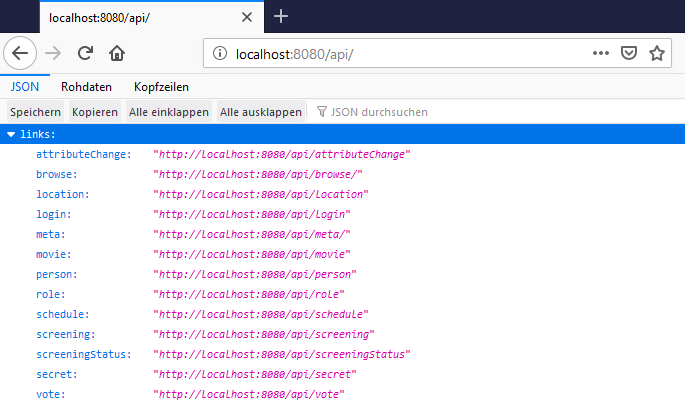 localhost:8080/api/
localhost:8080/api/
JSON Rohdaten Kopfzeilen
Speichern Kopieren Alle einklappen Alle ausklappen JSON durchsuchen
links:
attributeChange: "http://localhost:8080/api/attributeChange"
browse: "http://localhost:8080/api/browse/"
location: "http://localhost:8080/api/location"
login: "http://localhost:8080/api/login"
meta: "http://localhost:8080/api/meta/"
movie: "http://localhost:8080/api/movie"
person: "http://localhost:8080/api/person"
role: "http://localhost:8080/api/role"
schedule: "http://localhost:8080/api/schedule"
screening: "http://localhost:8080/api/screening"
screeningStatus: "http://localhost:8080/api/screeningStatus"
secret: "http://localhost:8080/api/secret"
vote: "http://localhost:8080/api/vote"